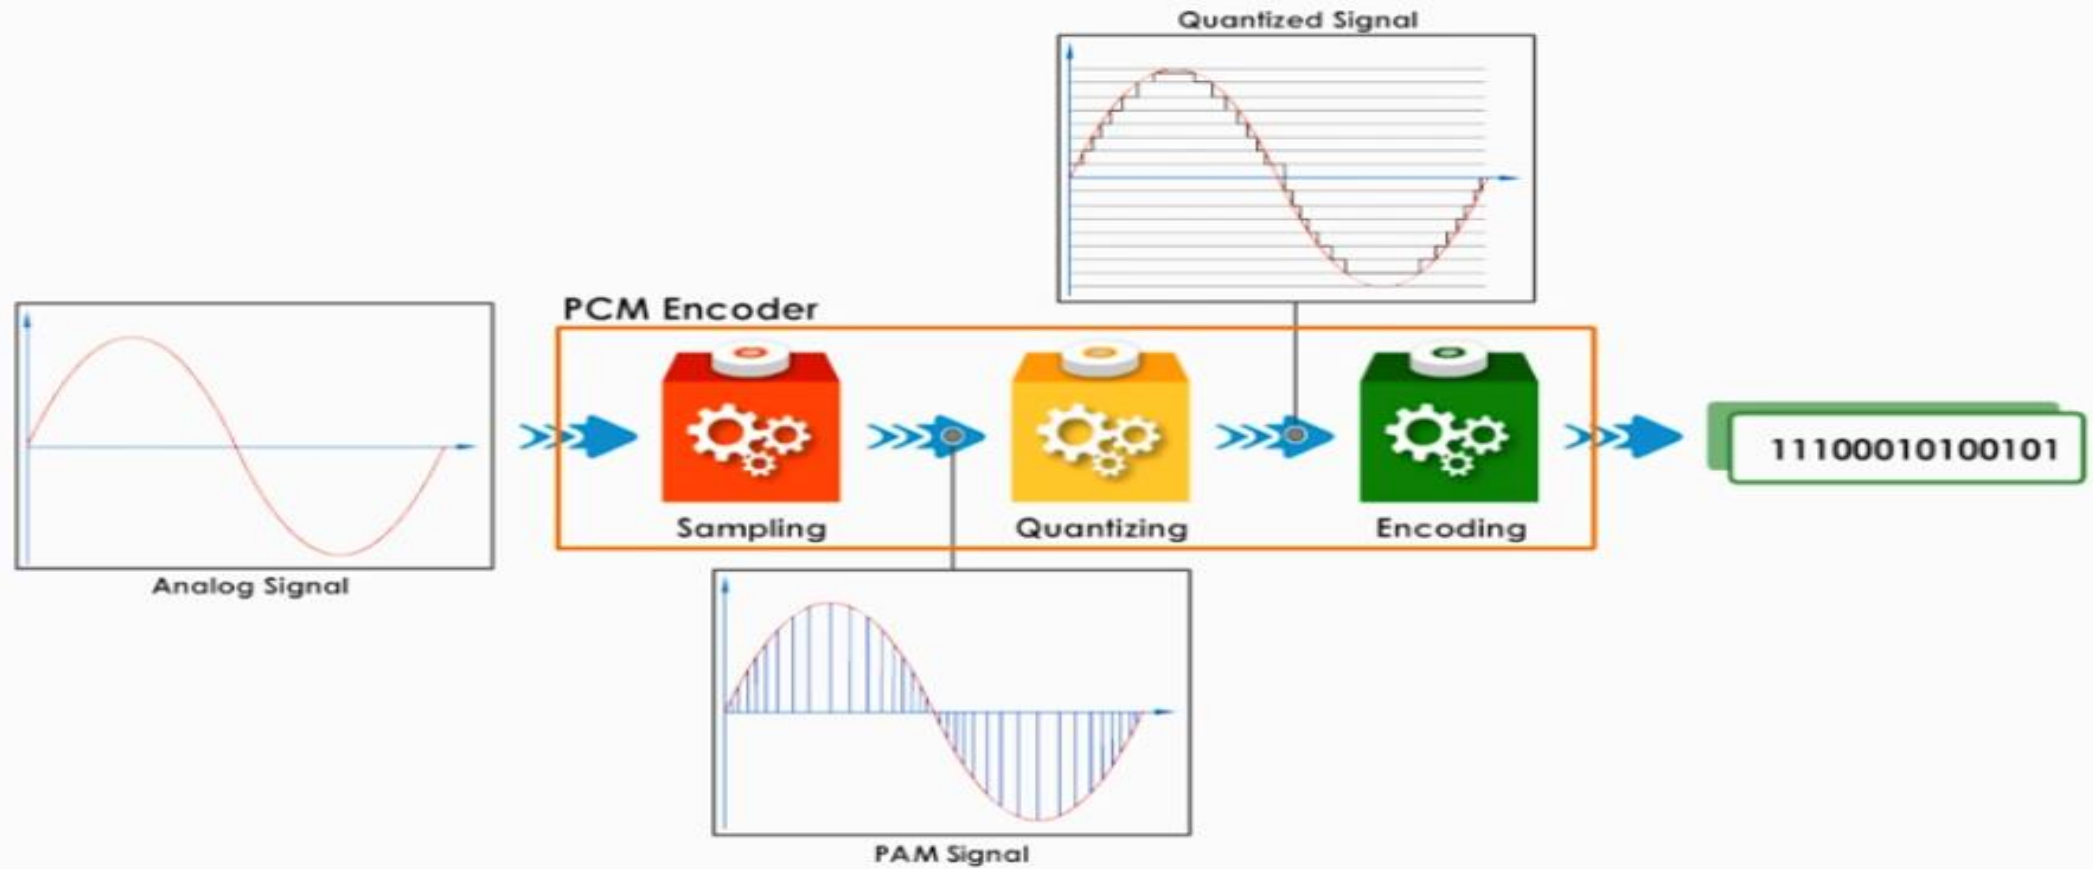 Quantized Signal
PCM Encoder
Sampling
Quantizing
Encoding
11100010100101
Analog Signal
PAM Signal